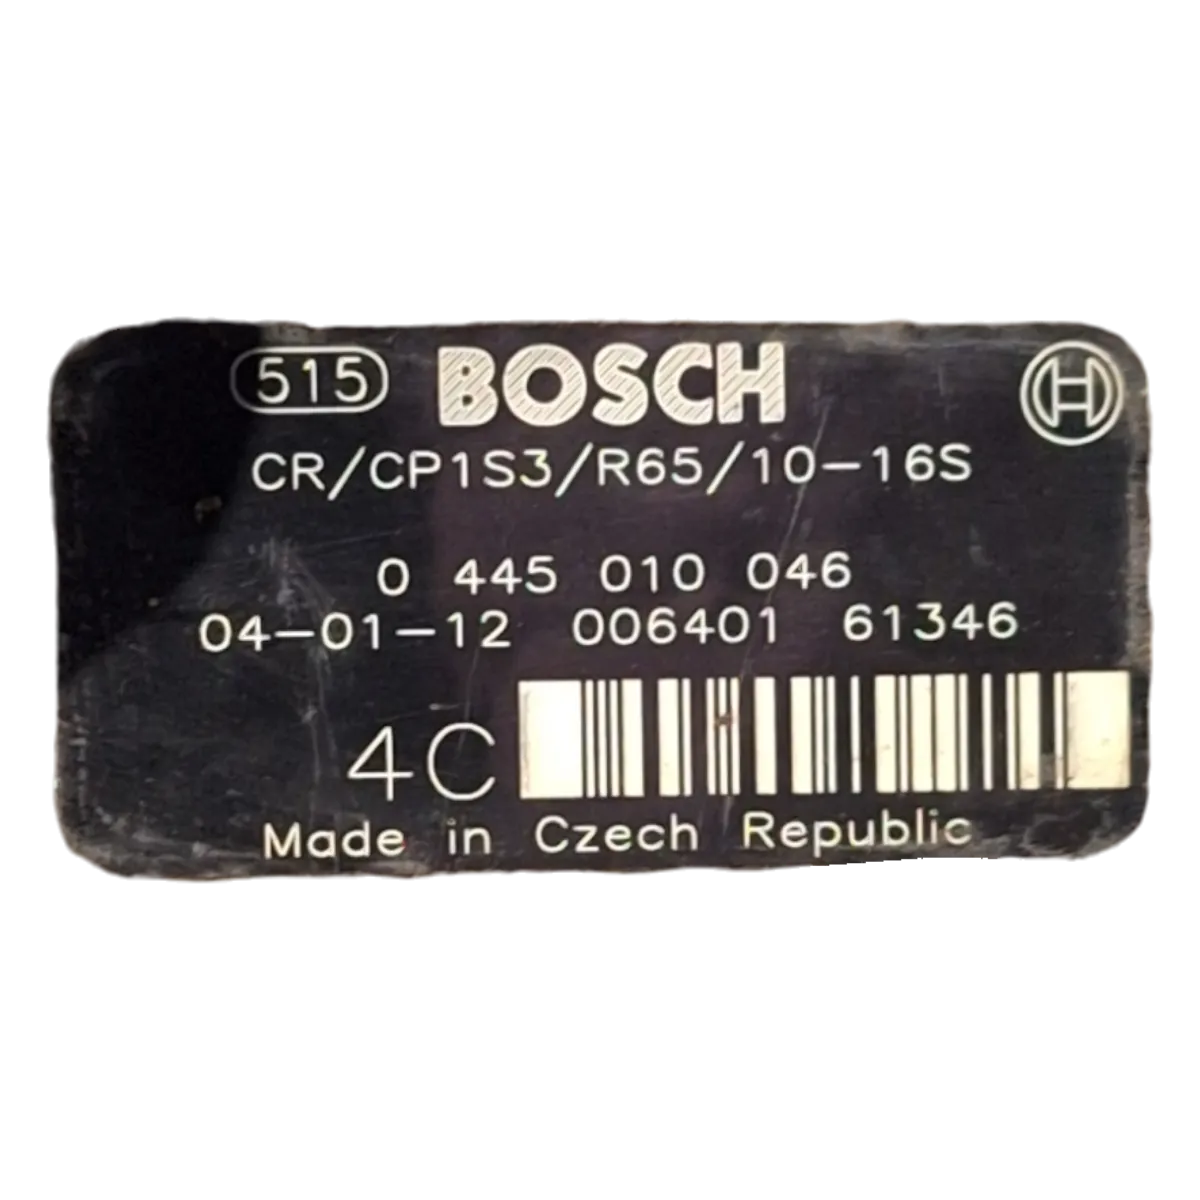 515 BOSCH
CR/CP1S3/R65/10-16S
0 445 010 046
04-01-12 006401 61346
4C
Made in Czech Republic